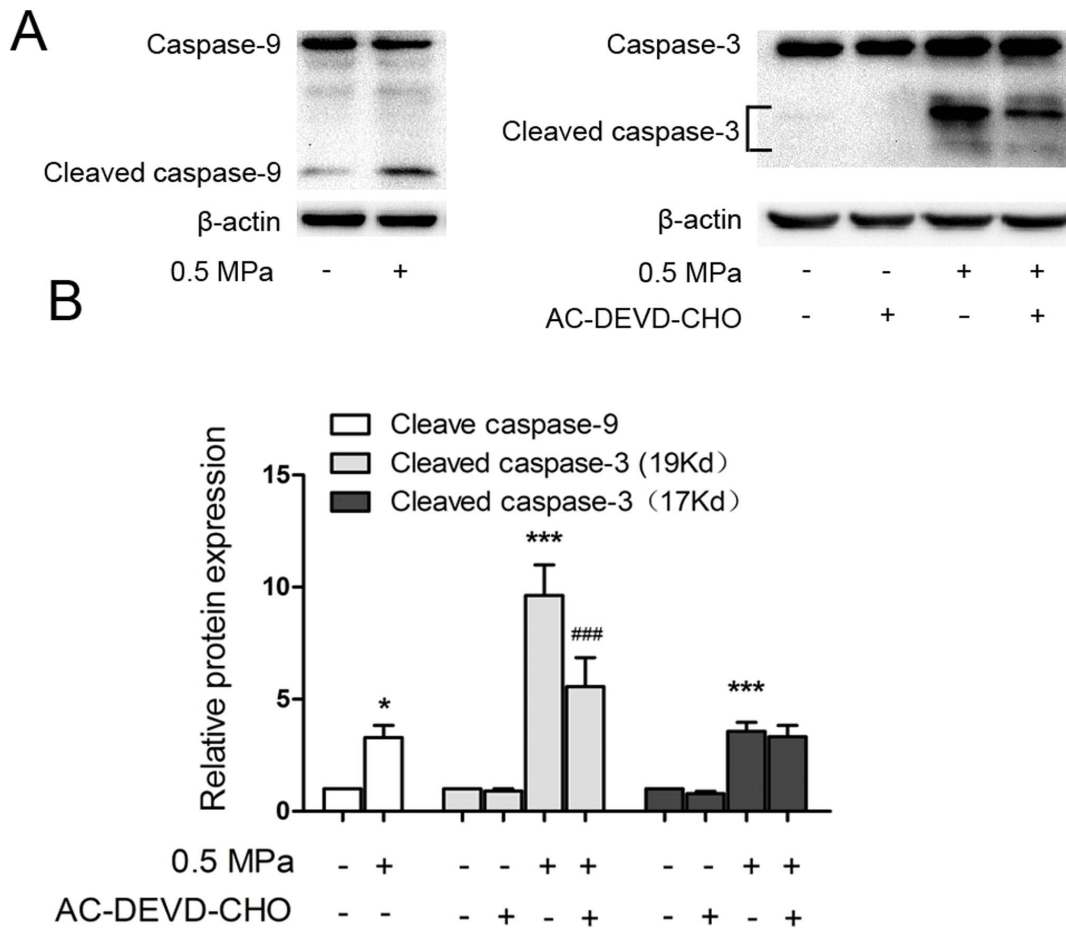 A
Caspase-9
Cleaved caspase-9
β-actin
0.5 MPa - +
Caspase-3
Cleaved caspase-3
β-actin
0.5 MPa - - + +
AC-DEVD-CHO - + - +
B
Cleave caspase-9
Cleaved caspase-3 (19Kd）
Cleaved caspase-3（17Kd）
Relative protein expression
15
10
5
0
*
***
###
***
0.5 MPa - + - - + + - - + +
AC-DEVD-CHO - - - + - + - + - +